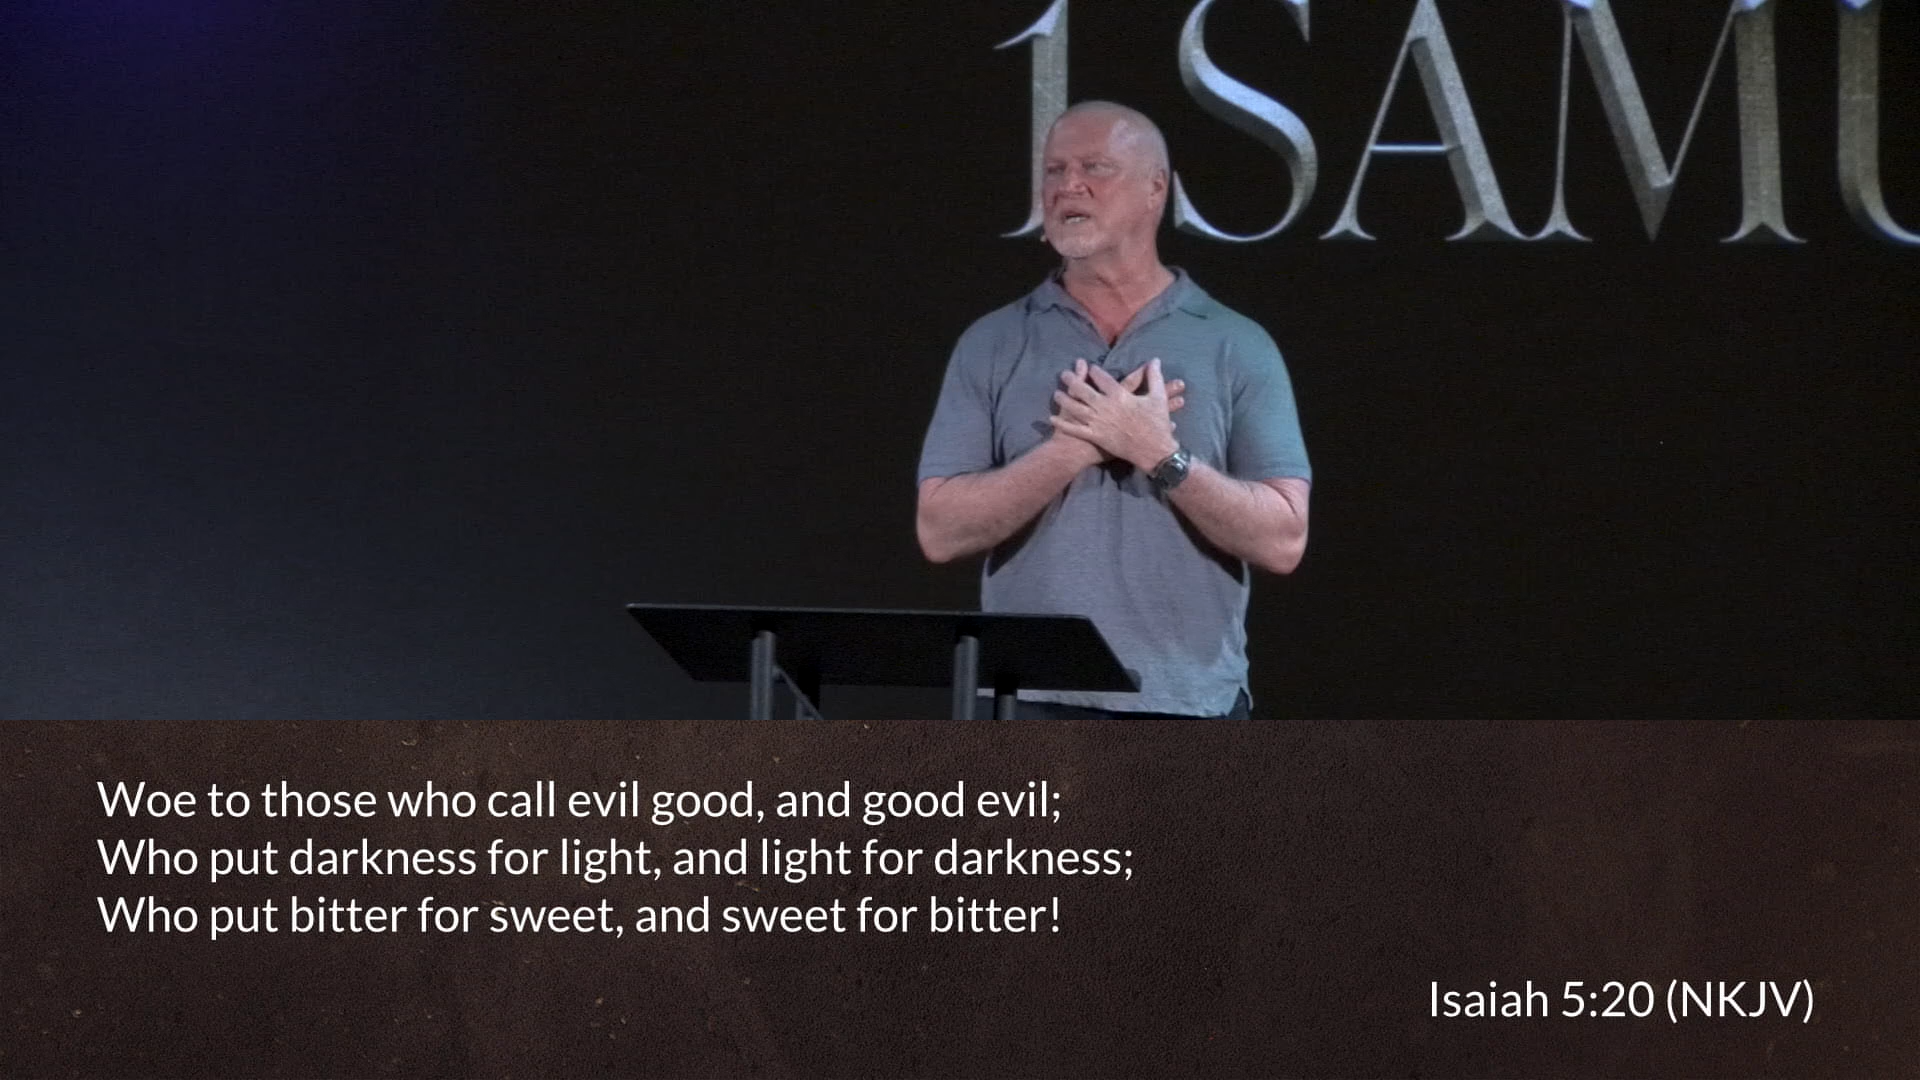 1 SAMU
Woe to those who call evil good, and good evil;
Who put darkness for light, and light for darkness;
Who put bitter for sweet, and sweet for bitter!
Isaiah 5:20 (NKJV)